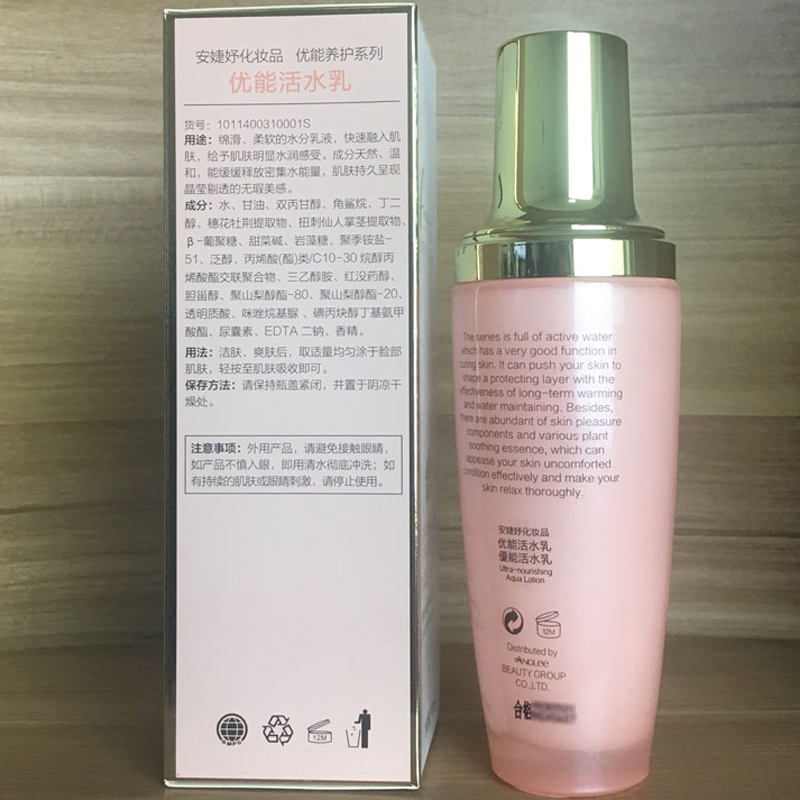 安婕妤化妆品 优能养护系列
优能活水乳
货号：1011400310001S
用途：绵滑、柔软的水分乳液，快速融入肌
肤，给予肌肤明显水润感受。成分天然、温
和，能缓缓释放密集水能量，肌肤持久呈现
晶莹剔透的无瑕美感。
成分：水、甘油、双丙甘醇、角鲨烷、丁二
醇、穗花牡荆提取物、扭刺仙人掌茎提取物、
β-葡聚糖、甜菜碱、岩藻糖、聚季铵盐-
51、泛醇、丙烯酸(酯)类/C10-30 烷醇丙
烯酸酯交联聚合物、三乙醇胺、红没药醇、
胆甾醇、聚山梨醇酯-80、聚山梨醇酯-20、
透明质酸、咪唑烷基脲 、碘丙炔醇丁基氨甲
酸酯、尿囊素、EDTA 二钠、香精。
用法：洁肤、爽肤后，取适量均匀涂于脸部
肌肤，轻按至肌肤吸收即可。
保存方法：请保持瓶盖紧闭，并置于阴凉干
燥处。
注意事项：外用产品，请避免接触眼睛，
如产品不慎入眼，即用清水彻底冲洗；如
有持续的肌肤或眼睛刺激，请停止使用。
GMPC
12M
The series is full of active water
which has a very good function in
curing skin. It can push your skin to
shape a protecting layer with the
effectiveness of long-term warming
and water maintaining. Besides,
there are abundant of skin pleasure
components and various plant
soothing essence, which can
appease your skin uncomforted
condition effectively and make your
skin relax thoroughly.
安婕妤化妆品
优能活水乳
優能活水乳
Ultra-nourishing
Aqua Lotion
12M
Distributed by
ANGLEE
BEAUTY GROUP
CO.,LTD.
合格